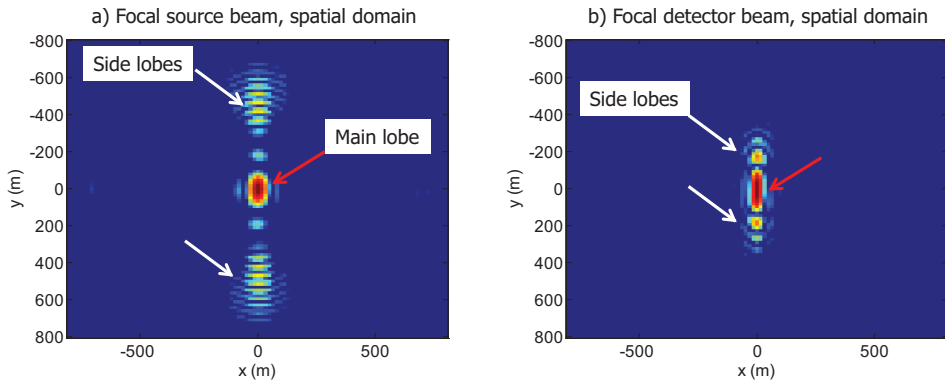 a) Focal source beam, spatial domain
-800
-600
-400
-200
0
200
400
600
800
y (m)
-500
0
500
x (m)
Side lobes
Main lobe
b) Focal detector beam, spatial domain
-800
-600
-400
-200
0
200
400
600
800
y (m)
-500
0
500
x (m)
Side lobes